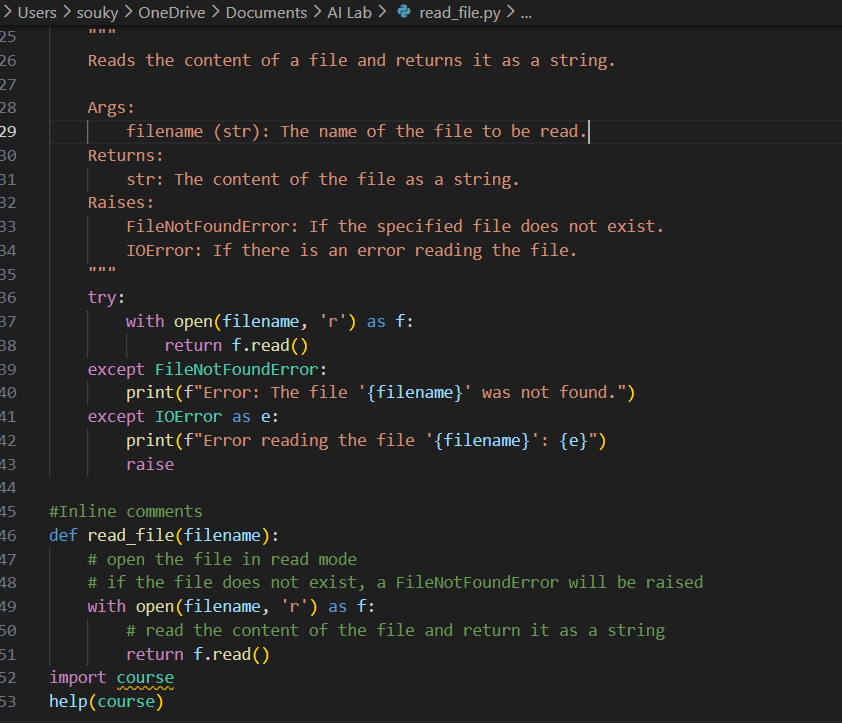 > Users > souky > OneDrive > Documents > AI Lab > read_file.py > ...
25 """
26 Reads the content of a file and returns it as a string.
27
28 Args:
29 filename (str): The name of the file to be read.
30 Returns:
31 str: The content of the file as a string.
32 Raises:
33 FileNotFoundError: If the specified file does not exist.
34 IOError: If there is an error reading the file.
35 """
36 try:
37 with open(filename, 'r') as f:
38 return f.read()
39 except FileNotFoundError:
40 print(f"Error: The file '{filename}' was not found.")
41 except IOError as e:
42 print(f"Error reading the file '{filename}': {e}")
43 raise
44
45 #Inline comments
46 def read_file(filename):
47 # open the file in read mode
48 # if the file does not exist, a FileNotFoundError will be raised
49 with open(filename, 'r') as f:
50 # read the content of the file and return it as a string
51 return f.read()
52 import course
53 help(course)